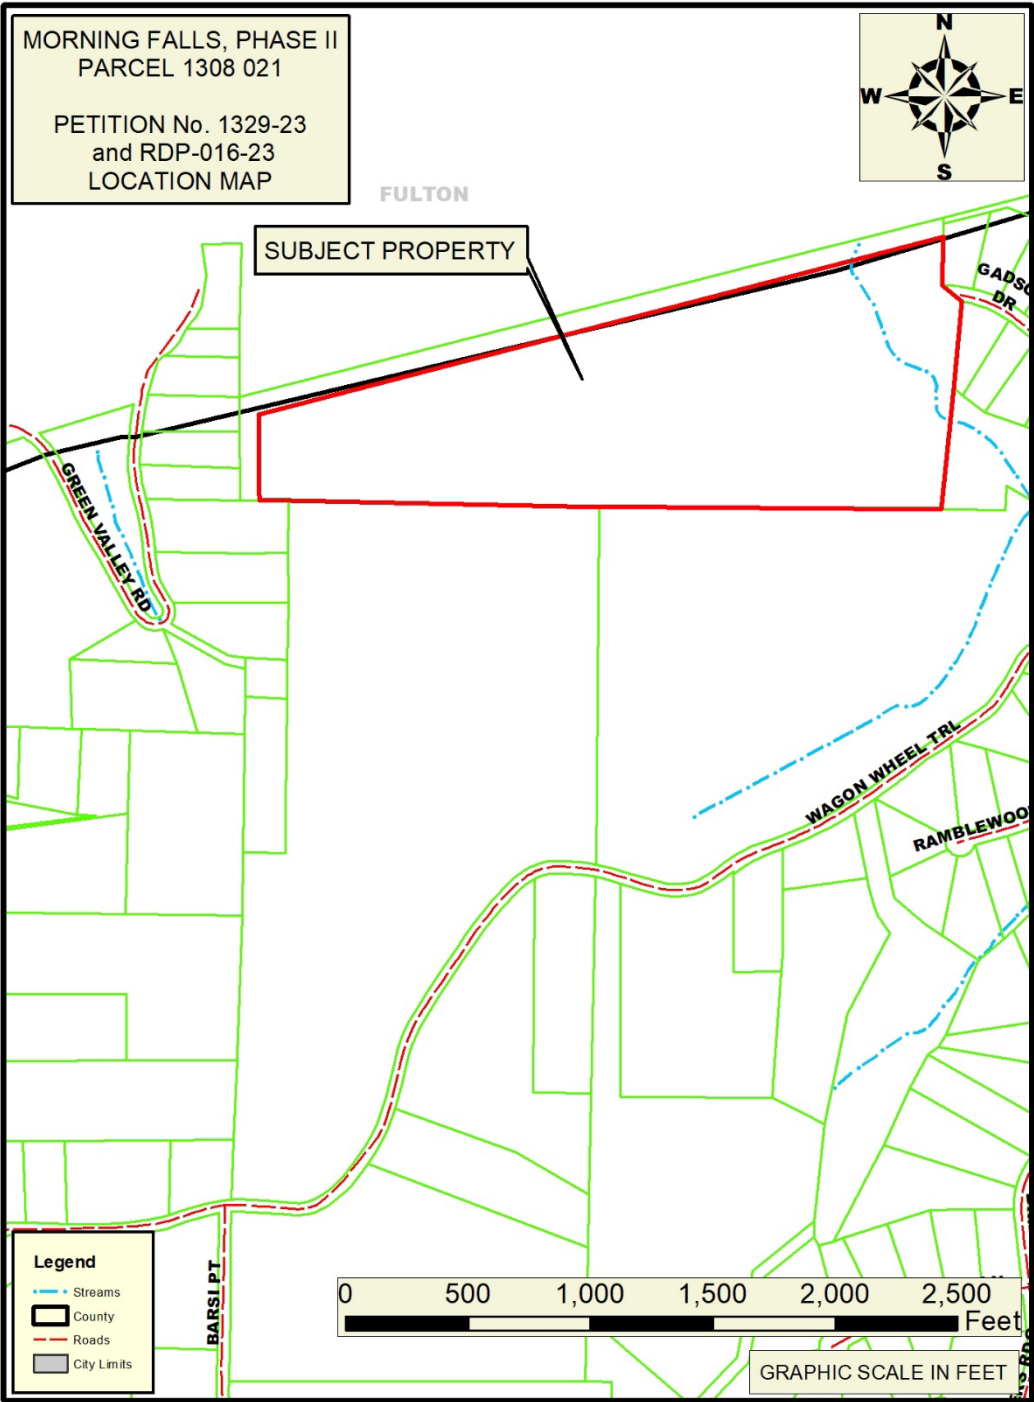 MORNING FALLS, PHASE II
PARCEL 1308 021
PETITION No. 1329-23
and RDP-016-23
LOCATION MAP
N
W
E
S
FULTON
SUBJECT PROPERTY
GADSO
DR
GREEN VALLEY RD
WAGON WHEEL TRL
RAMBLEWOO
BARSI PT
Legend
Streams
County
Roads
City Limits
0 500 1,000 1,500 2,000 2,500
Feet
GRAPHIC SCALE IN FEET